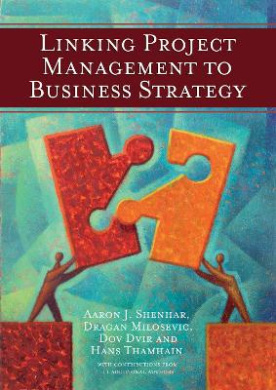 LINKING PROJECT
MANAGEMENT TO
BUSINESS STRATEGY
AARON J. SHENHAR,
DRAGAN MILOSEVIC,
DOV DVIR AND
HANS THAMHAIN
WITH CONTRIBUTIONS FROM